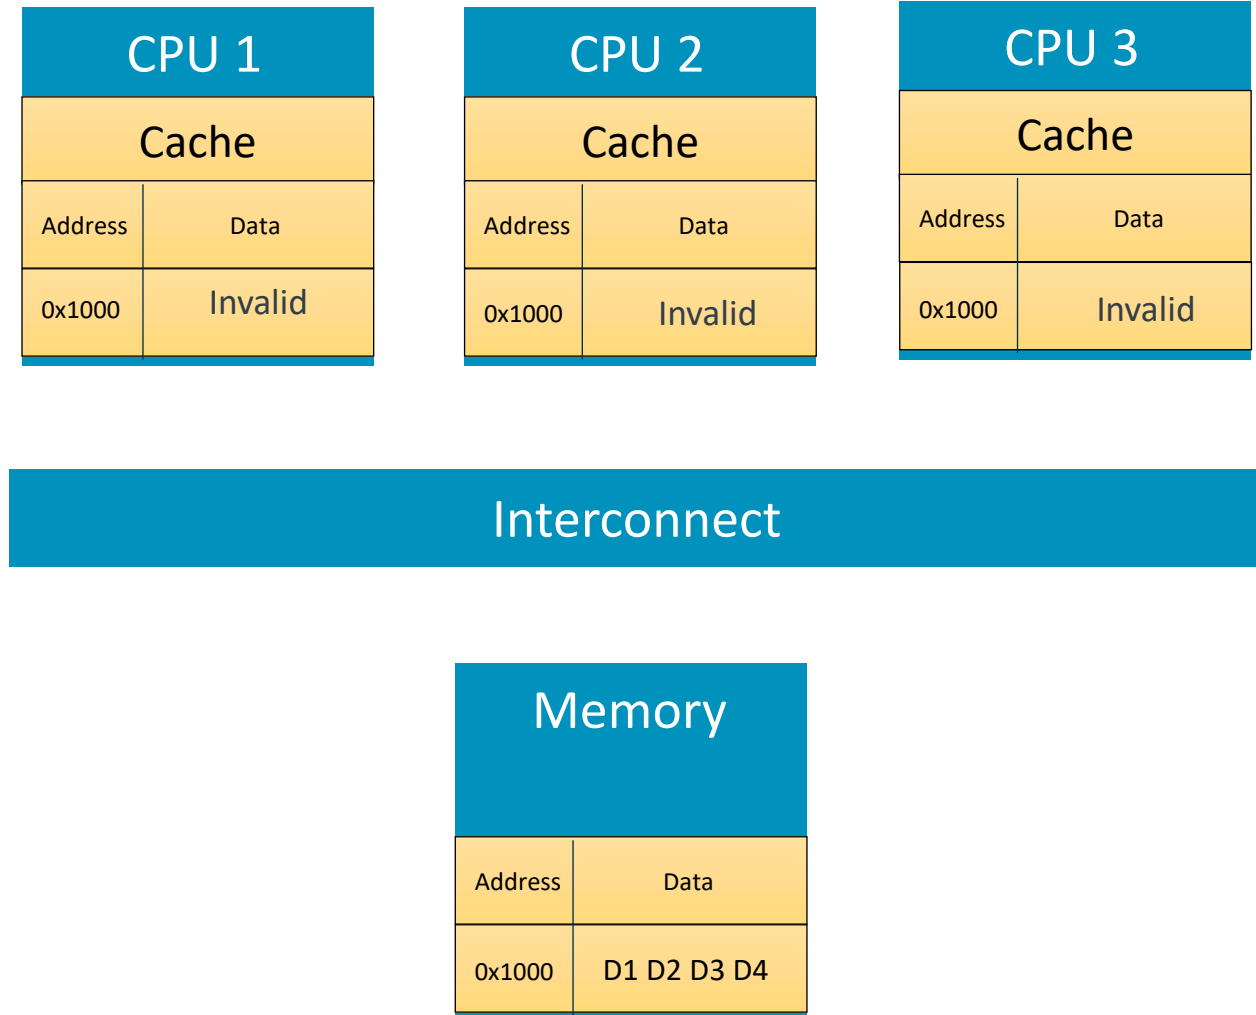 CPU 1
Cache
Address Data
0x1000 Invalid
CPU 2
Cache
Address Data
0x1000 Invalid
CPU 3
Cache
Address Data
0x1000 Invalid
Interconnect
Memory
Address Data
0x1000 D1 D2 D3 D4